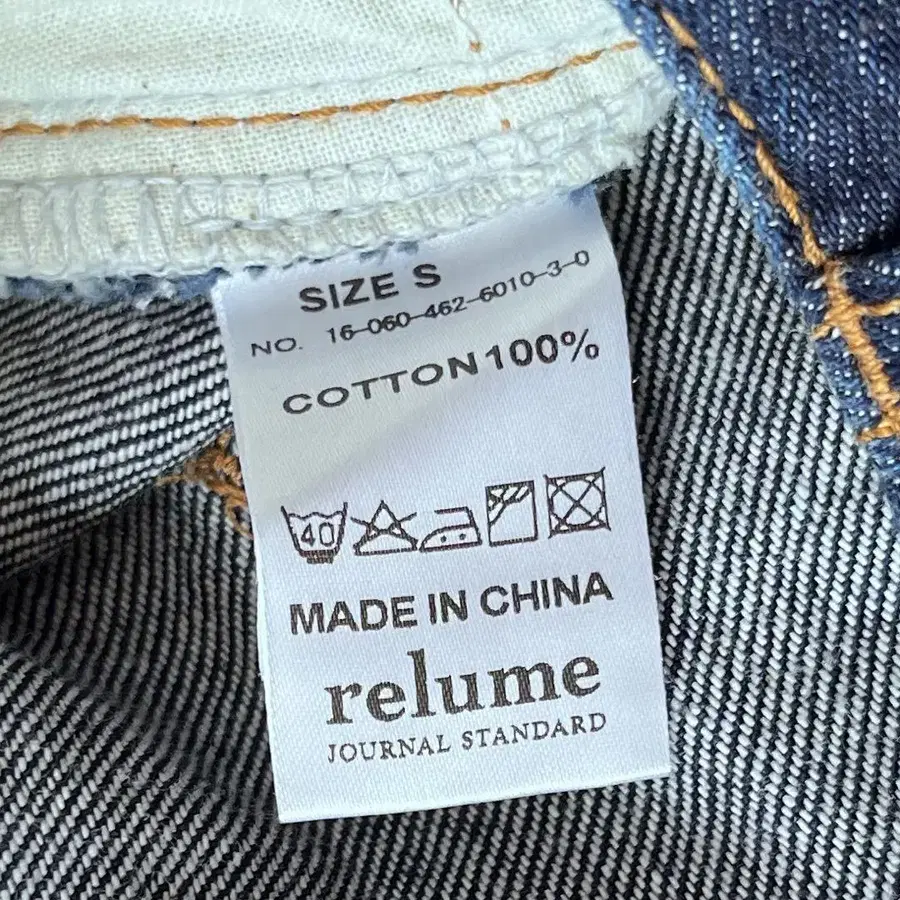 SIZE S
NO. 16-060-462-6010-3-0
COTTON 100%
40
MADE IN CHINA
relume
JOURNAL STANDARD